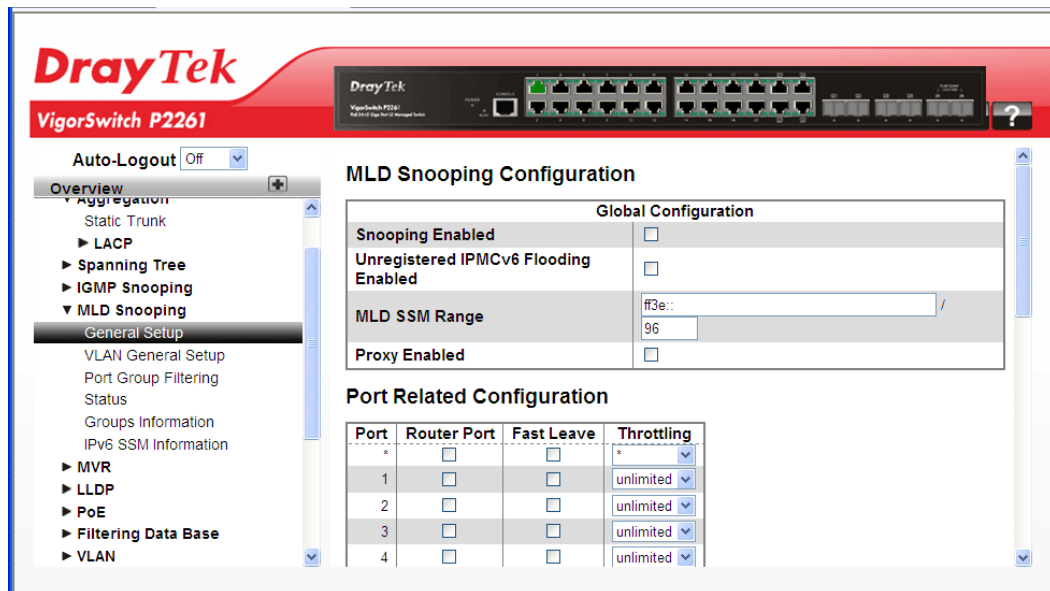 DrayTek
VigorSwitch P2261
DrayTek
VigorSwitch P2261
?
Auto-Logout Off
Overview
Aggregation
Static Trunk
LACP
Spanning Tree
IGMP Snooping
MLD Snooping
General Setup
VLAN General Setup
Port Group Filtering
Status
Groups Information
IPv6 SSM Information
MVR
LLDP
PoE
Filtering Data Base
VLAN
MLD Snooping Configuration
Global Configuration
Snooping Enabled
Unregistered IPMCv6 Flooding
Enabled
MLD SSM Range ff3e:: /
96
Proxy Enabled
Port Related Configuration
Port Router Port Fast Leave Throttling
* *
1 unlimited
2 unlimited
3 unlimited
4 unlimited